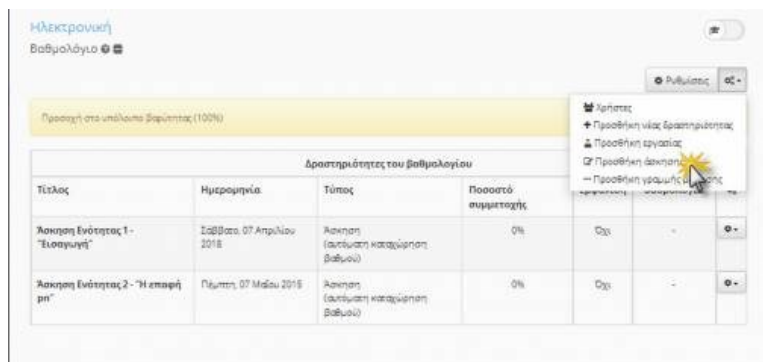 Ηλεκτρονική
Βαθμολόγιο
Ρυθμίσεις
Προσοχή στο υπόλοιπο βαρύτητας (100%)
Χρήστες
Προσθήκη νέας δραστηριότητας
Προσθήκη εργασίας
Προσθήκη άσκησης
Προσθήκη γραμμής
Δραστηριότητες του βαθμολογίου
Τίτλος Ημερομηνία Τύπος Ποσοστό
συμμετοχής
Άσκηση Ενότητας 1 - Σάββατο, 07 Απριλίου Άσκηση 0% Όχι -
"Εισαγωγή" 2018 (αυτόματη καταχώρηση
βαθμού)
Άσκηση Ενότητας 2 - "Η επαφή Πέμπτη, 07 Μαΐου 2015 Άσκηση 0% Όχι -
pn" (αυτόματη καταχώρηση
βαθμού)